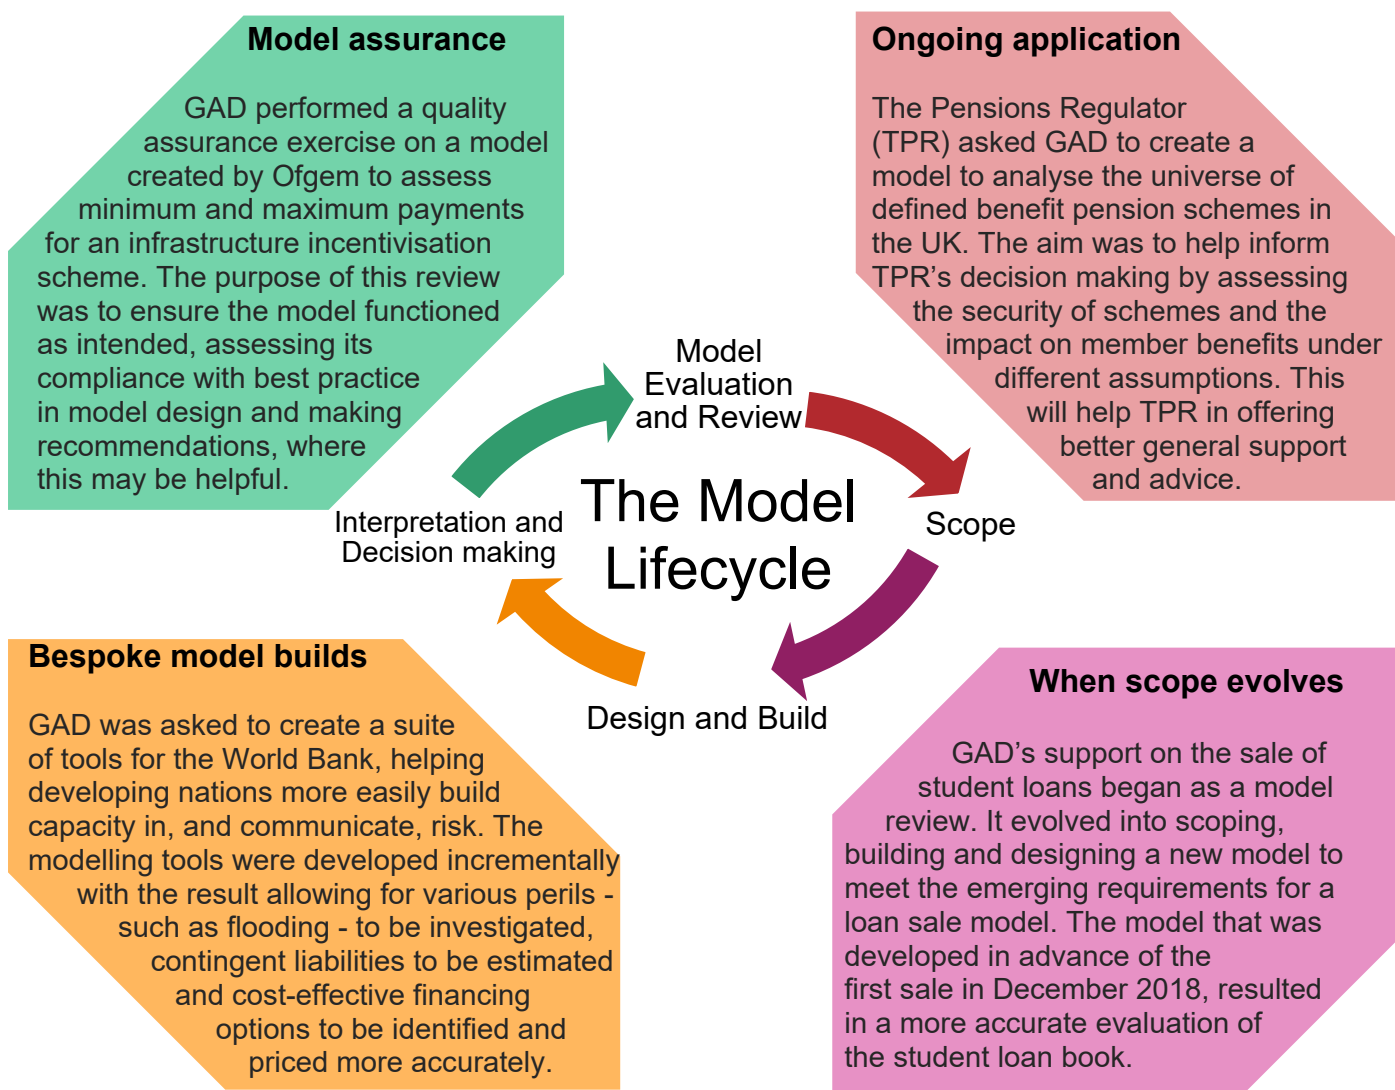 Model assurance
GAD performed a quality
assurance exercise on a model
created by Ofgem to assess
minimum and maximum payments
for an infrastructure incentivisation
scheme. The purpose of this review
was to ensure the model functioned
as intended, assessing its
compliance with best practice
in model design and making
recommendations, where
this may be helpful.
Ongoing application
The Pensions Regulator
(TPR) asked GAD to create a
model to analyse the universe of
defined benefit pension schemes in
the UK. The aim was to help inform
TPR’s decision making by assessing
the security of schemes and the
impact on member benefits under
different assumptions. This
will help TPR in offering
better general support
and advice.
Model
Evaluation
and Review
The Model
Lifecycle
Scope
Interpretation and
Decision making
Design and Build
Bespoke model builds
GAD was asked to create a suite
of tools for the World Bank, helping
developing nations more easily build
capacity in, and communicate, risk. The
modelling tools were developed incrementally
with the result allowing for various perils -
such as flooding - to be investigated,
contingent liabilities to be estimated
and cost-effective financing
options to be identified and
priced more accurately.
When scope evolves
GAD’s support on the sale of
student loans began as a model
review. It evolved into scoping,
building and designing a new model to
meet the emerging requirements for a
loan sale model. The model that was
developed in advance of the
first sale in December 2018, resulted
in a more accurate evaluation of
the student loan book.